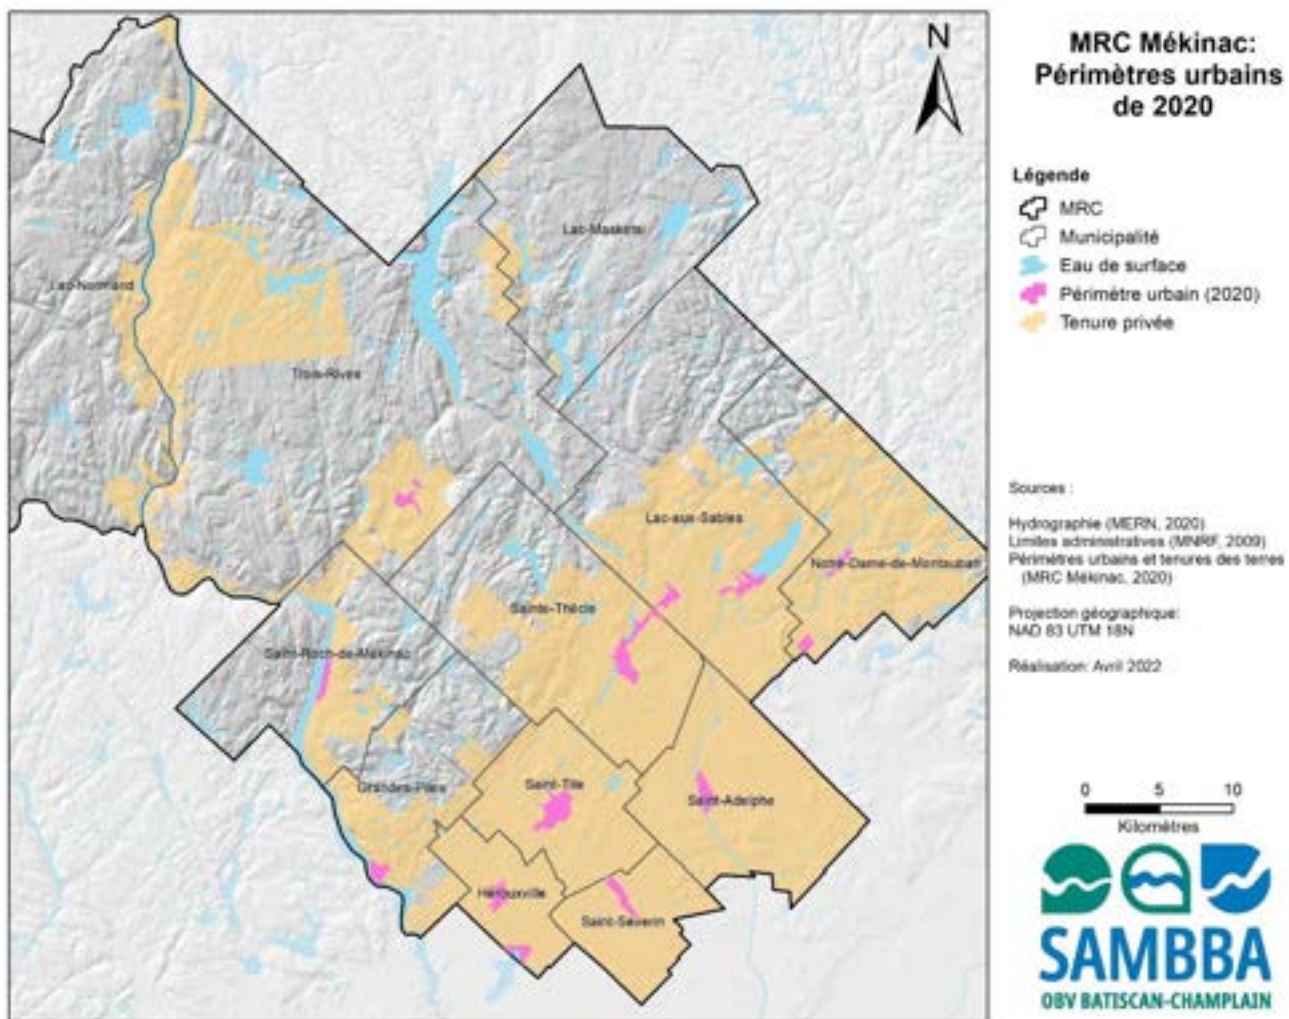 N
MRC Mékinac:
Périmètres urbains
de 2020
Légende
MRC
Municipalité
Eau de surface
Périmètre urbain (2020)
Tenure privée
Lac-Masketsi
Lac-Normand
Trois-Rives
Lac-aux-Sables
Notre-Dame-de-Montauban
Sainte-Thècle
Saint-Roch-de-Mékinac
Grandes-Piles
Saint-Tite
Saint-Adelphe
Hérouxville
Saint-Séverin
Sources :
Hydrographie (MERN, 2020)
Limites administratives (MNRF, 2009)
Périmètres urbains et tenures des terres
(MRC Mékinac, 2020)
Projection géographique:
NAD 83 UTM 18N
Réalisation: Avril 2022
0 5 10
Kilomètres
SAMBBA
OBV BATISCAN-CHAMPLAIN